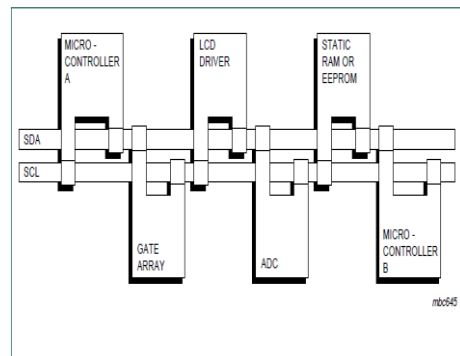 MICRO -
CONTROLLER
A
LCD
DRIVER
STATIC
RAM OR
EEPROM
SDA
SCL
GATE
ARRAY
ADC
MICRO -
CONTROLLER
B
mbc645